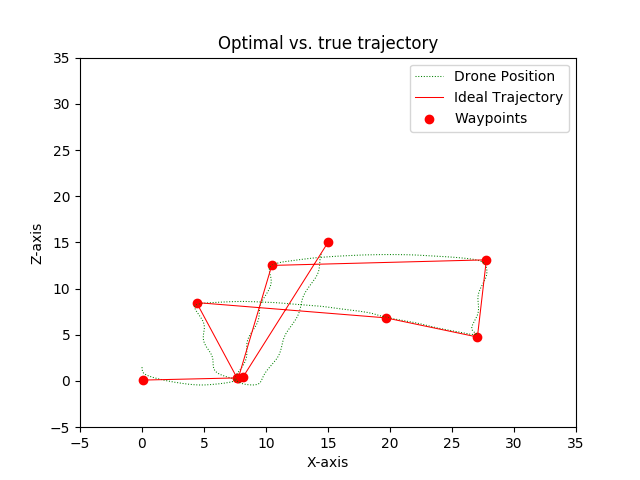 Optimal vs. true trajectory
Drone Position
Ideal Trajectory
Waypoints
35
30
25
20
15
10
5
0
−5
Z-axis
−5 0 5 10 15 20 25 30 35
X-axis